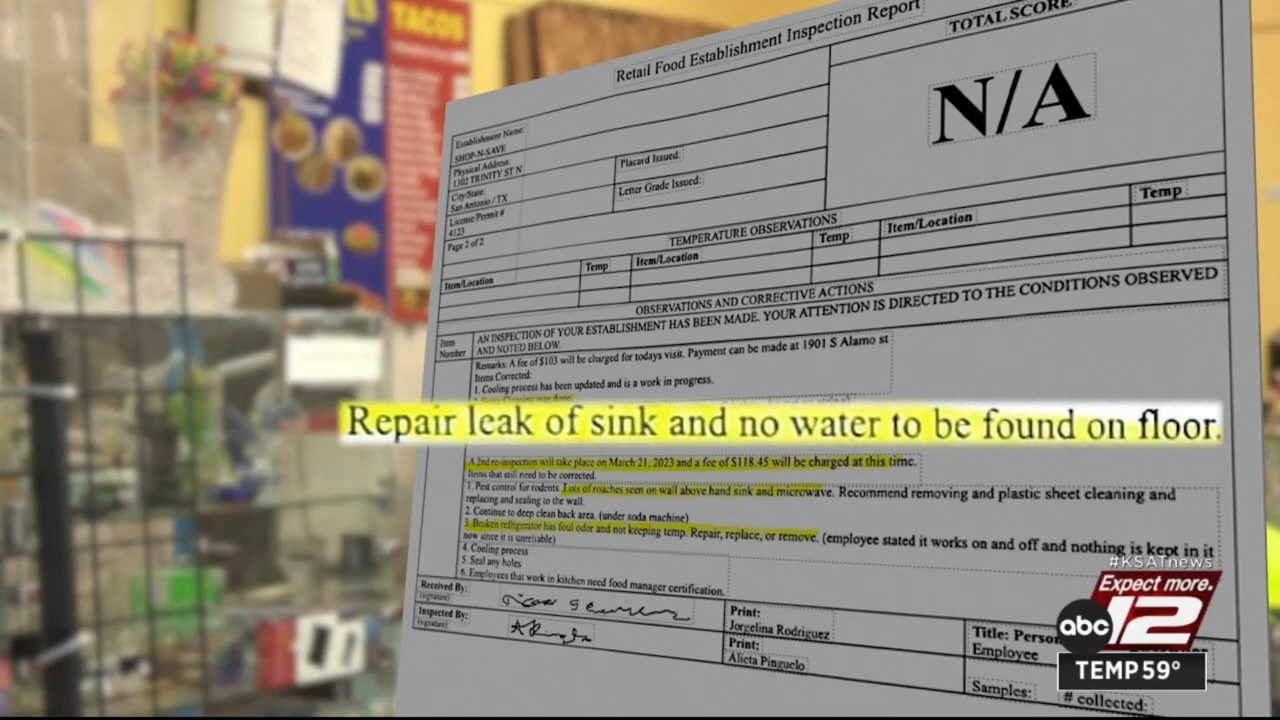 TACOS
Retail Food Establishment Inspection Report
TOTAL SCORE
N/A
Establishment Name:
SHOP-N-SAVE
Physical Address:
1302 TRINITY ST N
City/State:
San Antonio / TX
License/Permit #
4123
Page 2 of 2
Placard Issued:
Letter Grade Issued:
TEMPERATURE OBSERVATIONS
Item/Location
Temp
Item/Location
Temp
Item/Location
Temp
OBSERVATIONS AND CORRECTIVE ACTIONS
Item Number
AN INSPECTION OF YOUR ESTABLISHMENT HAS BEEN MADE. YOUR ATTENTION IS DIRECTED TO THE CONDITIONS OBSERVED
AND NOTED BELOW.
Remarks: A fee of $103 will be charged for todays visit. Payment can be made at 1901 S Alamo st
Items Corrected:
1. Cooling process has been updated and is a work in progress.
Repair leak of sink and no water to be found on floor.
A 2nd re-inspection will take place on March 21, 2023 and a fee of $118.45 will be charged at this time.
Items that still need to be corrected.
1. Pest control for rodents. Lots of roaches seen on wall above hand sink and microwave. Recommend removing and plastic sheet cleaning and
replacing and sealing to the wall.
2. Continue to deep clean back area. (under soda machine)
3. Broken refrigerator has foul odor and not keeping temp. Repair, replace, or remove. (employee stated it works on and off and nothing is kept in it
now since it is unreliable)
4. Cooling process
5. Seal any holes
6. Employees that work in kitchen need food manager certification.
Received By:
(signature)
Print:
Jorgelina Rodriguez
Title: Person
Employee
Inspected By:
(signature)
Print:
Alicia Pinguelo
Samples:
# collected:
#KSATnews
Expect more.
abc 12
TEMP 59°